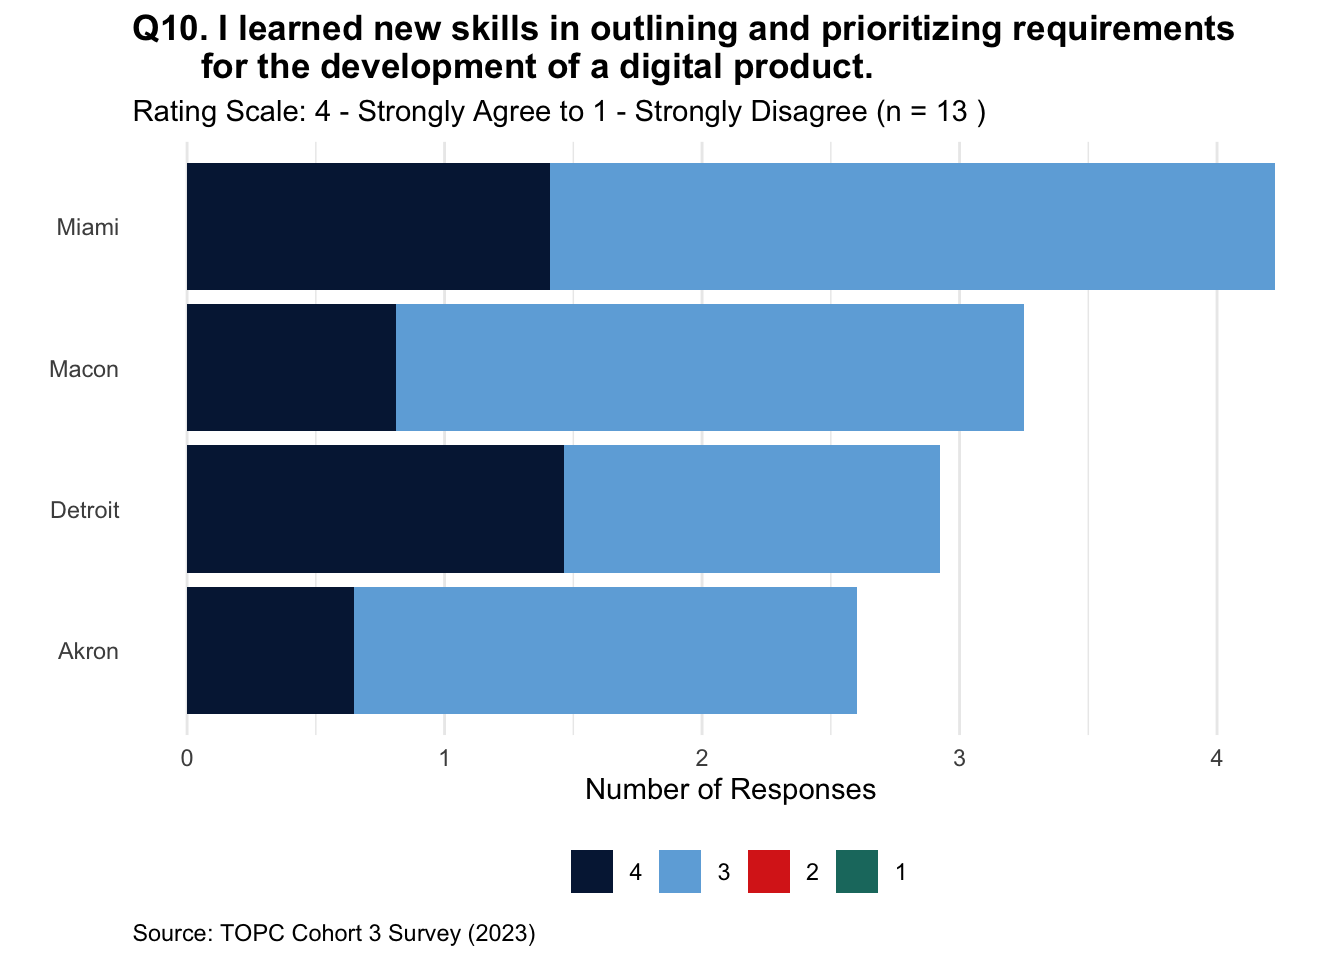 Q10. I learned new skills in outlining and prioritizing requirements
for the development of a digital product.
Rating Scale: 4 - Strongly Agree to 1 - Strongly Disagree (n = 13 )
Miami
Macon
Detroit
Akron
0 1 2 3 4
Number of Responses
4 3 2 1
Source: TOPC Cohort 3 Survey (2023)